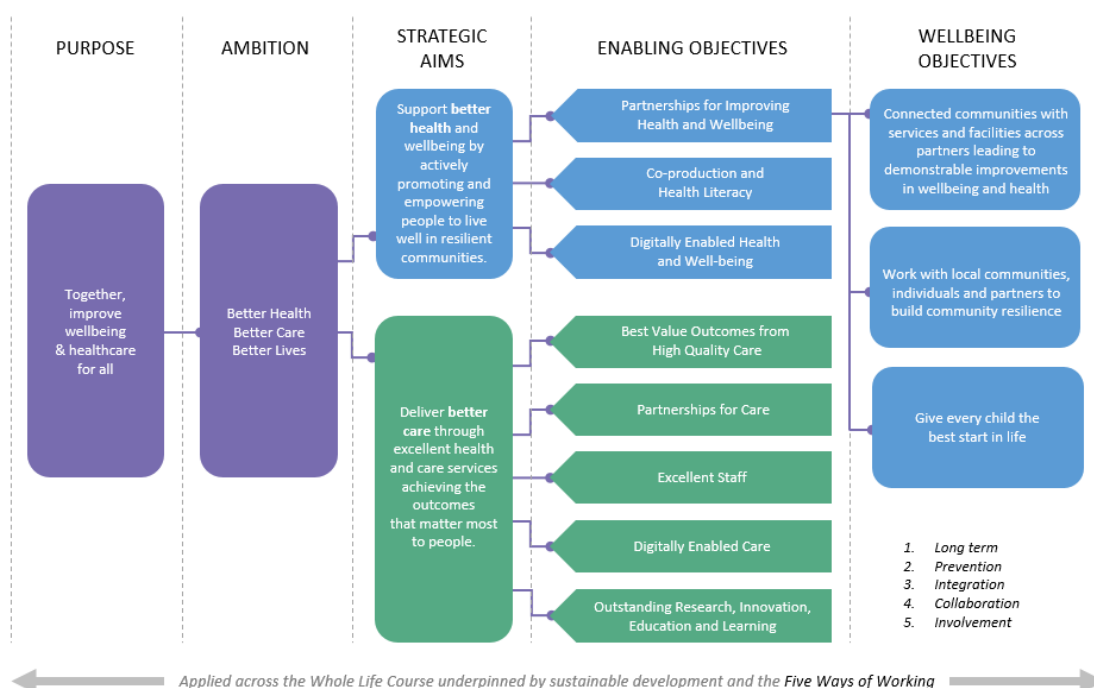 PURPOSE
AMBITION
STRATEGIC
AIMS
ENABLING OBJECTIVES
WELLBEING
OBJECTIVES
Together,
improve
wellbeing
& healthcare
for all
Better Health
Better Care
Better Lives
Support better
health and
wellbeing by
actively
promoting and
empowering
people to live
well in resilient
communities.
Deliver better
care through
excellent health
and care services
achieving the
outcomes
that matter most
to people.
Partnerships for Improving
Health and Wellbeing
Co-production and
Health Literacy
Digitally Enabled Health
and Well-being
Best Value Outcomes from
High Quality Care
Partnerships for Care
Excellent Staff
Digitally Enabled Care
Outstanding Research, Innovation,
Education and Learning
Connected communities with
services and facilities across
partners leading to
demonstrable improvements
in wellbeing and health
Work with local communities,
individuals and partners to
build community resilience
Give every child the
best start in life
1. Long term
2. Prevention
3. Integration
4. Collaboration
5. Involvement
Applied across the Whole Life Course underpinned by sustainable development and the Five Ways of Working